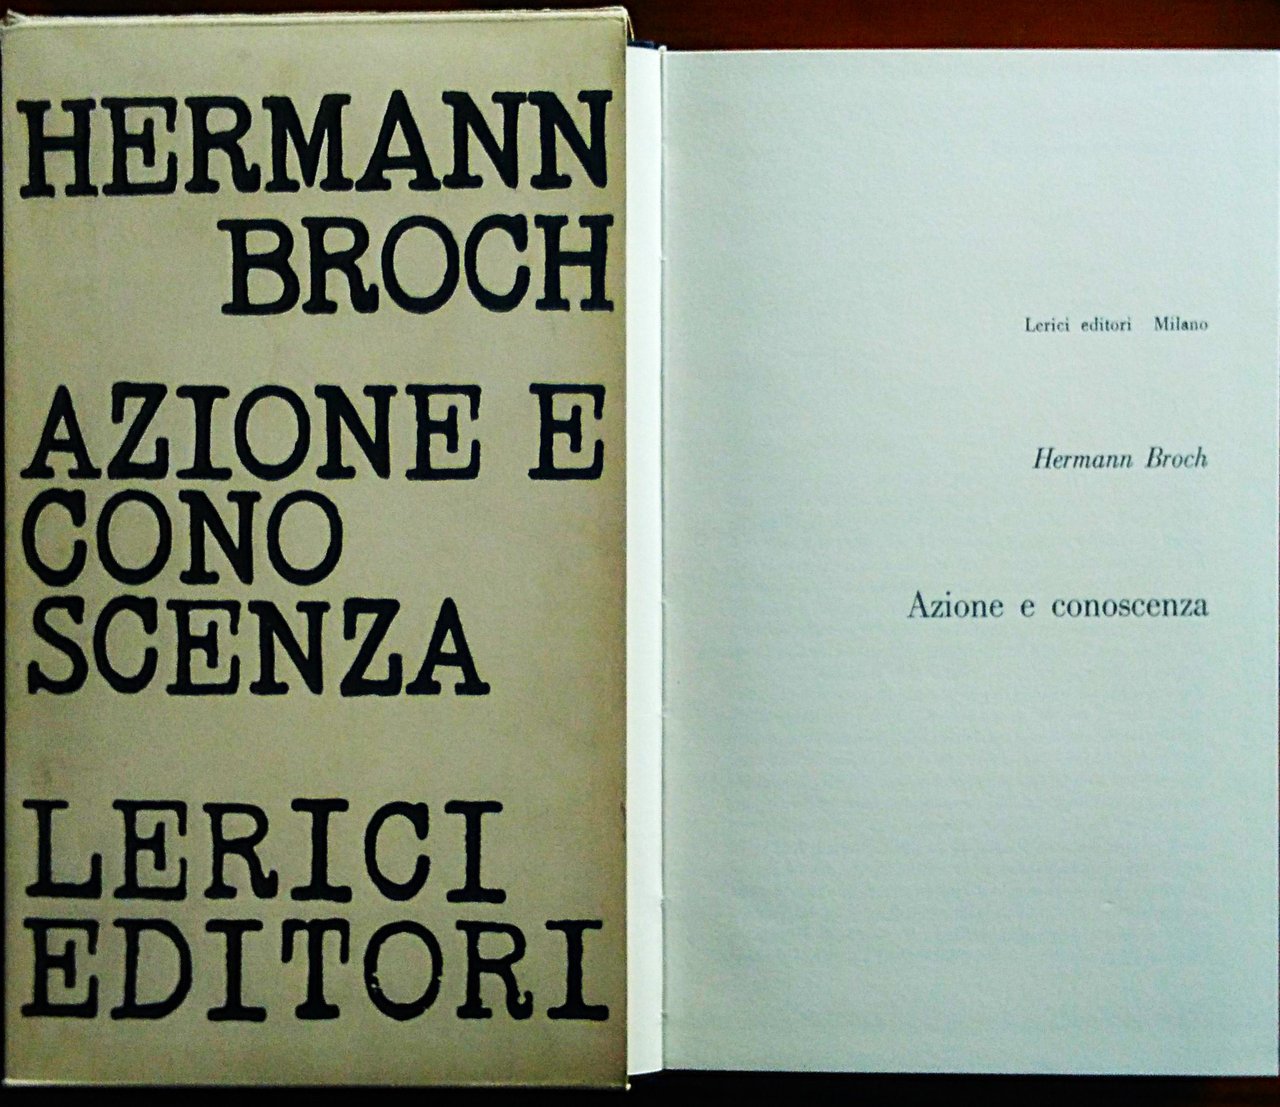 HERMANN
BROCH
AZIONE E
CONO
SCENZA
LERICI
EDITORI
Lerici editori Milano
Hermann Broch
Azione e conoscenza